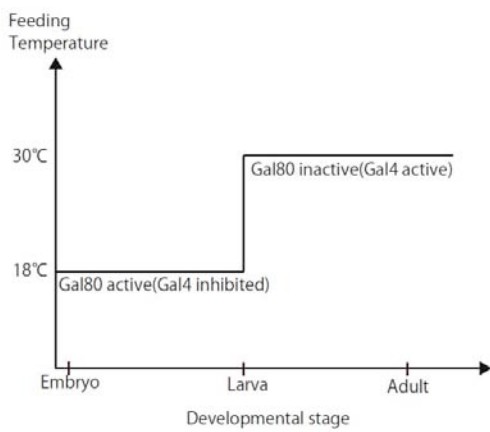 Feeding
Temperature
30℃
Gal80 inactive(Gal4 active)
18℃
Gal80 active(Gal4 inhibited)
Embryo
Larva
Adult
Developmental stage